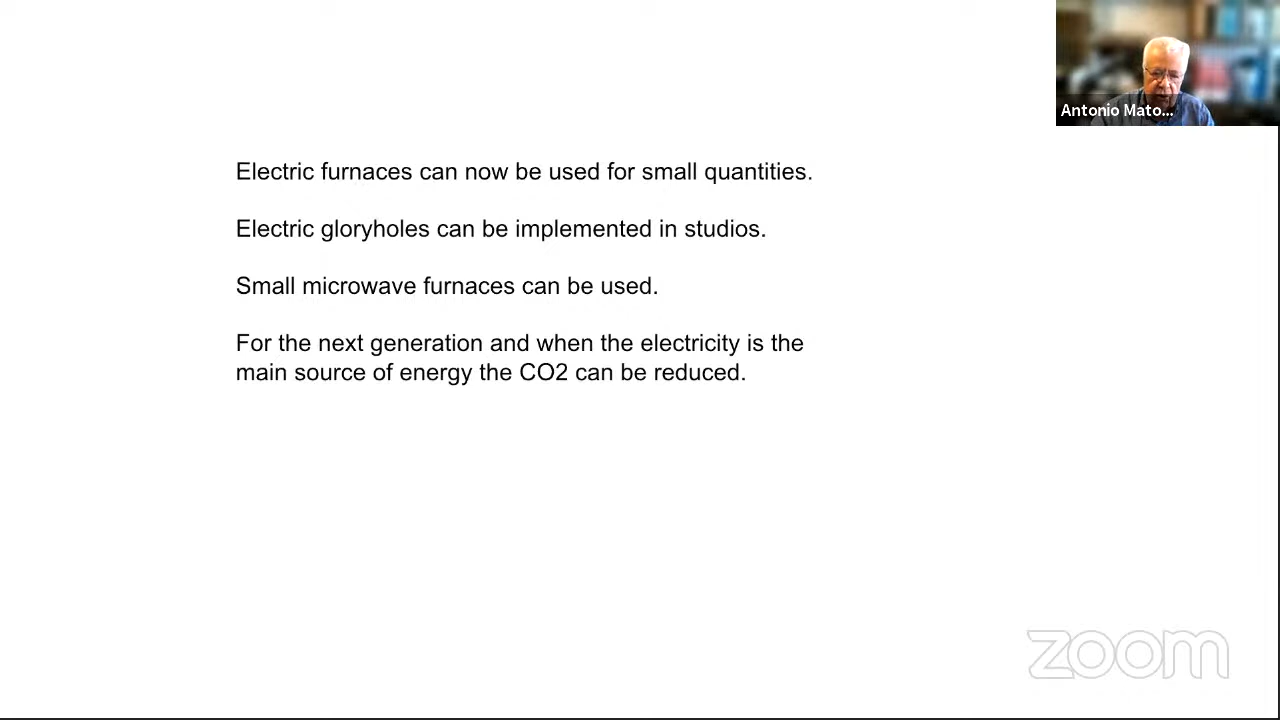 Antonio Mato...
Electric furnaces can now be used for small quantities.
Electric gloryholes can be implemented in studios.
Small microwave furnaces can be used.
For the next generation and when the electricity is the
main source of energy the CO2 can be reduced.
zoom